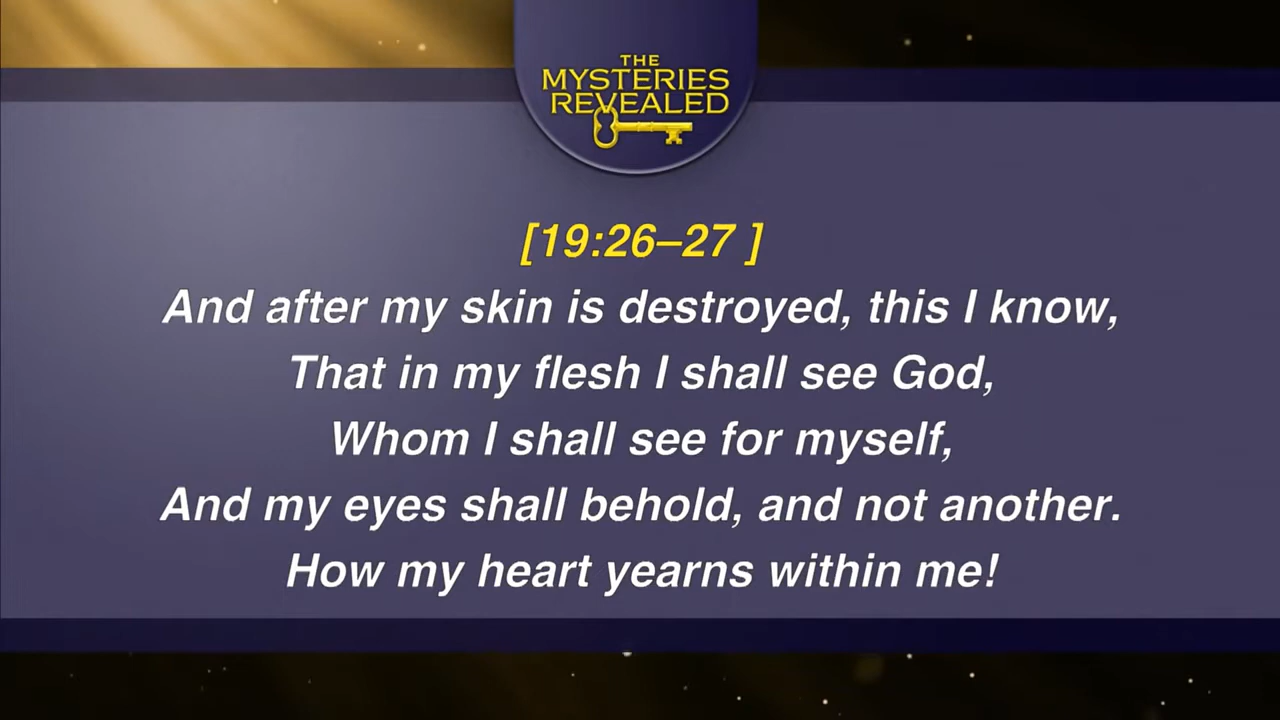 THE
MYSTERIES
REVEALED
[19:26–27 ]
And after my skin is destroyed, this I know,
That in my flesh I shall see God,
Whom I shall see for myself,
And my eyes shall behold, and not another.
How my heart yearns within me!